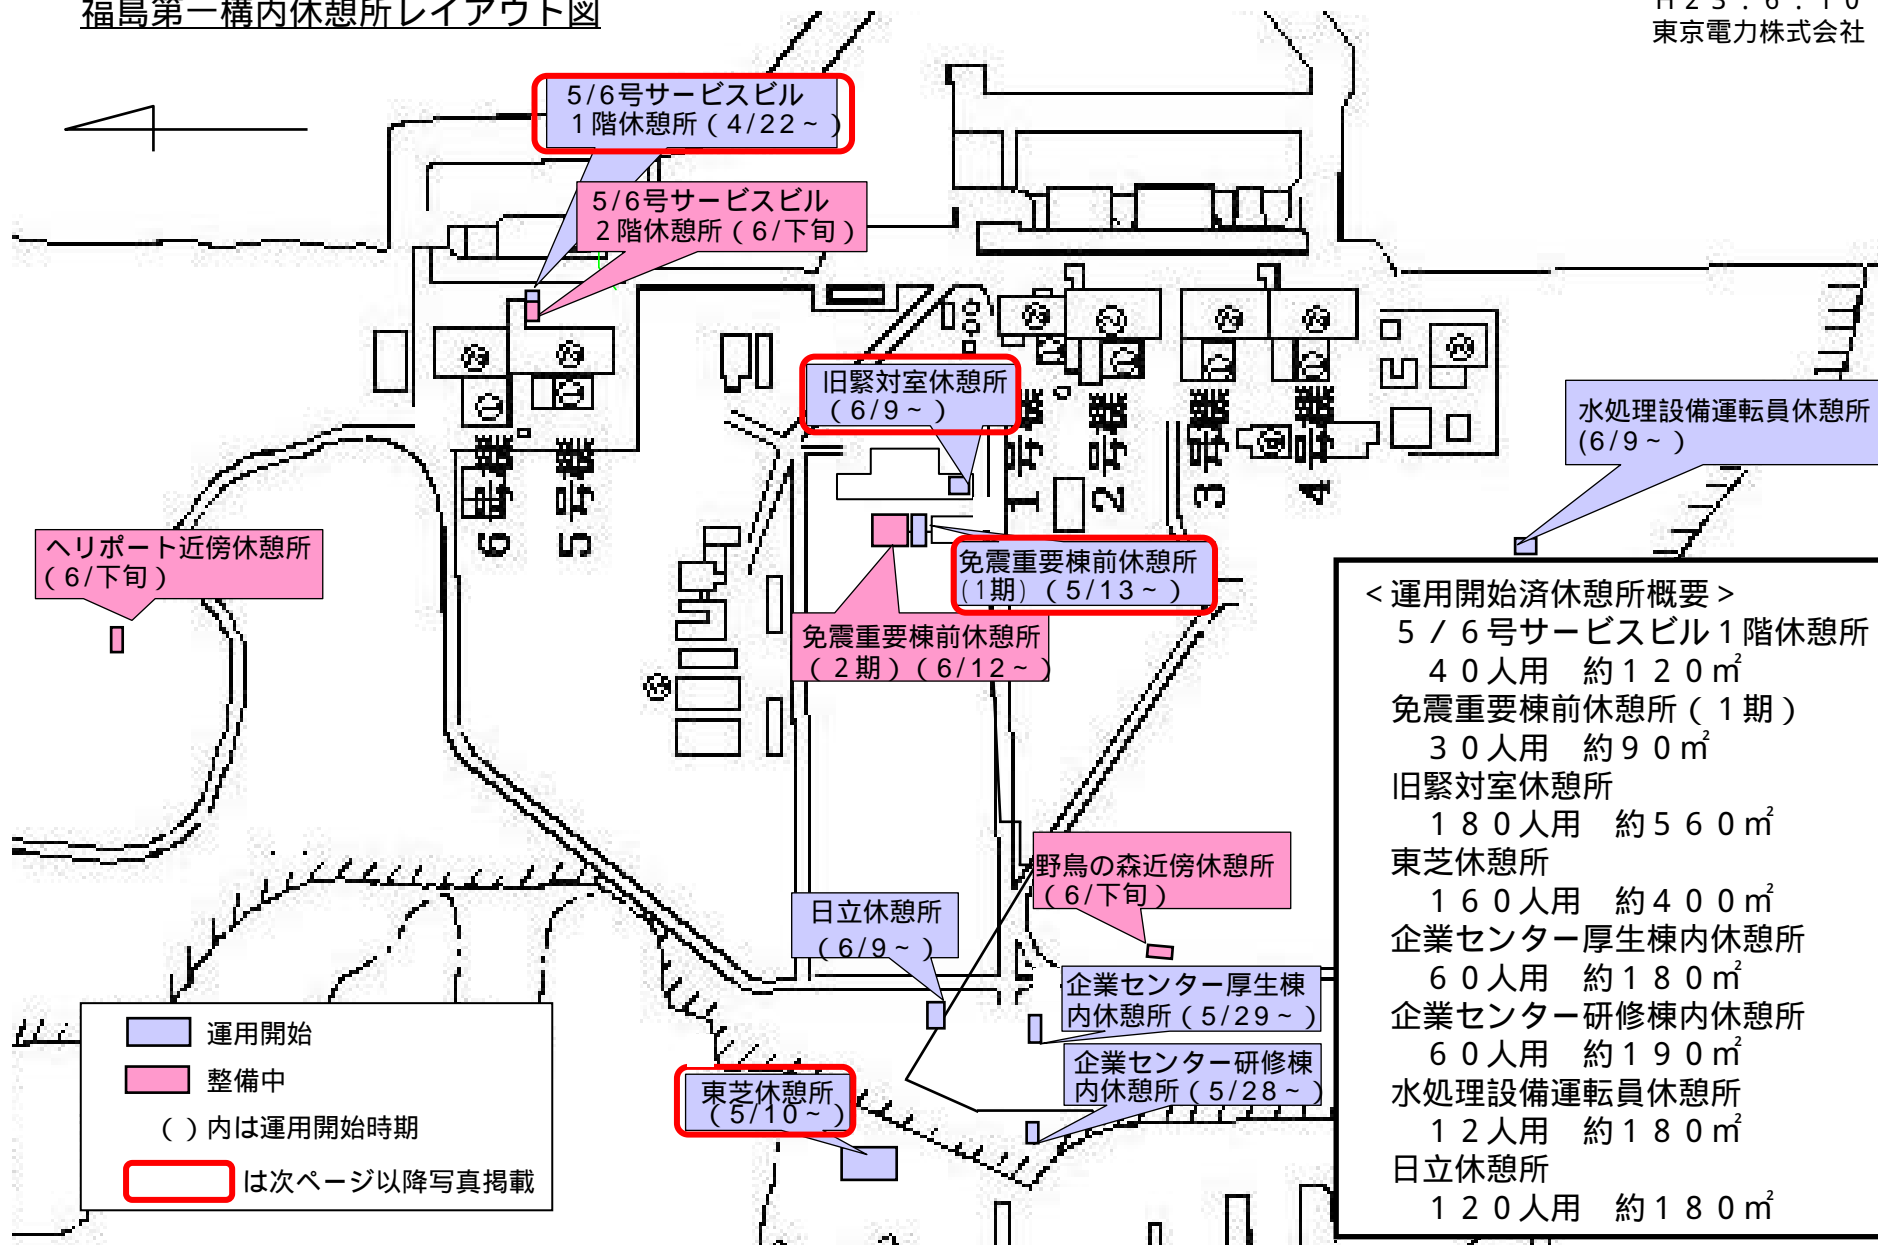 福島第一構内休憩所レイアウト図
H23.6.10
東京電力株式会社
5/6号サービスビル
1階休憩所(4/22~)
5/6号サービスビル
2階休憩所(6/下旬)
旧緊対室休憩所
(6/9~)
水処理設備運転員休憩所
(6/9~)
6号機
5号機
1号機
2号機
3号機
4号機
ヘリポート近傍休憩所
(6/下旬)
免震重要棟前休憩所
(1期)(5/13~)
免震重要棟前休憩所
(2期)(6/12~)
野鳥の森近傍休憩所
(6/下旬)
日立休憩所
(6/9~)
企業センター厚生棟
内休憩所(5/29~)
企業センター研修棟
内休憩所(5/28~)
東芝休憩所
(5/10~)
運用開始
整備中
( )内は運用開始時期
は次ページ以降写真掲載
<運用開始済休憩所概要>
5/6号サービスビル1階休憩所
40人用 約120㎡
免震重要棟前休憩所(1期)
30人用 約90㎡
旧緊対室休憩所
180人用 約560㎡
東芝休憩所
160人用 約400㎡
企業センター厚生棟内休憩所
60人用 約180㎡
企業センター研修棟内休憩所
60人用 約190㎡
水処理設備運転員休憩所
12人用 約180㎡
日立休憩所
120人用 約180㎡